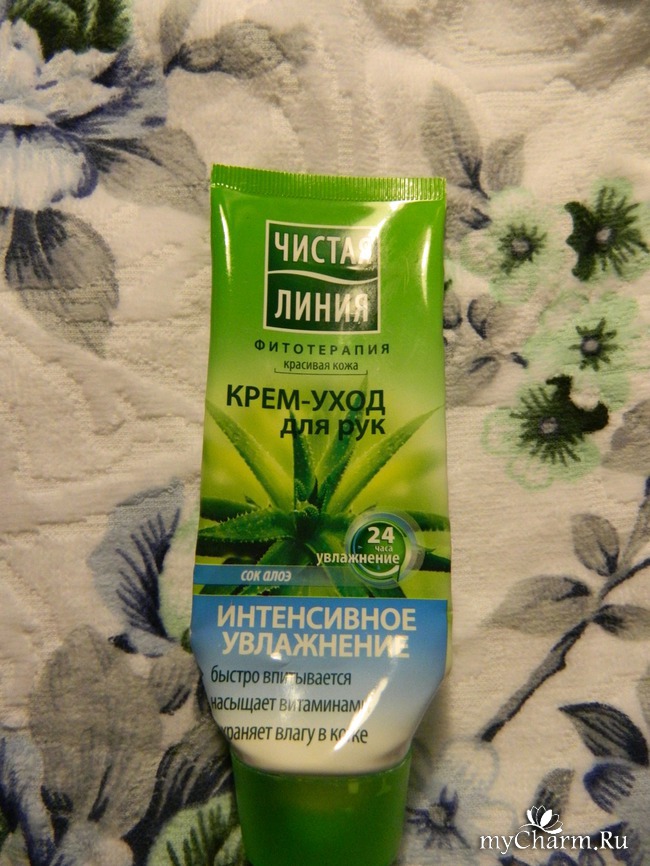 ЧИСТАЯ
ЛИНИЯ
ФИТОТЕРАПИЯ
красивая кожа
КРЕМ-УХОД
для рук
24
часа
увлажнение
сок алоэ
ИНТЕНСИВНОЕ
УВЛАЖНЕНИЕ
быстро впитывается
насыщает витаминами
храняет влагу в коже
myCharm.Ru